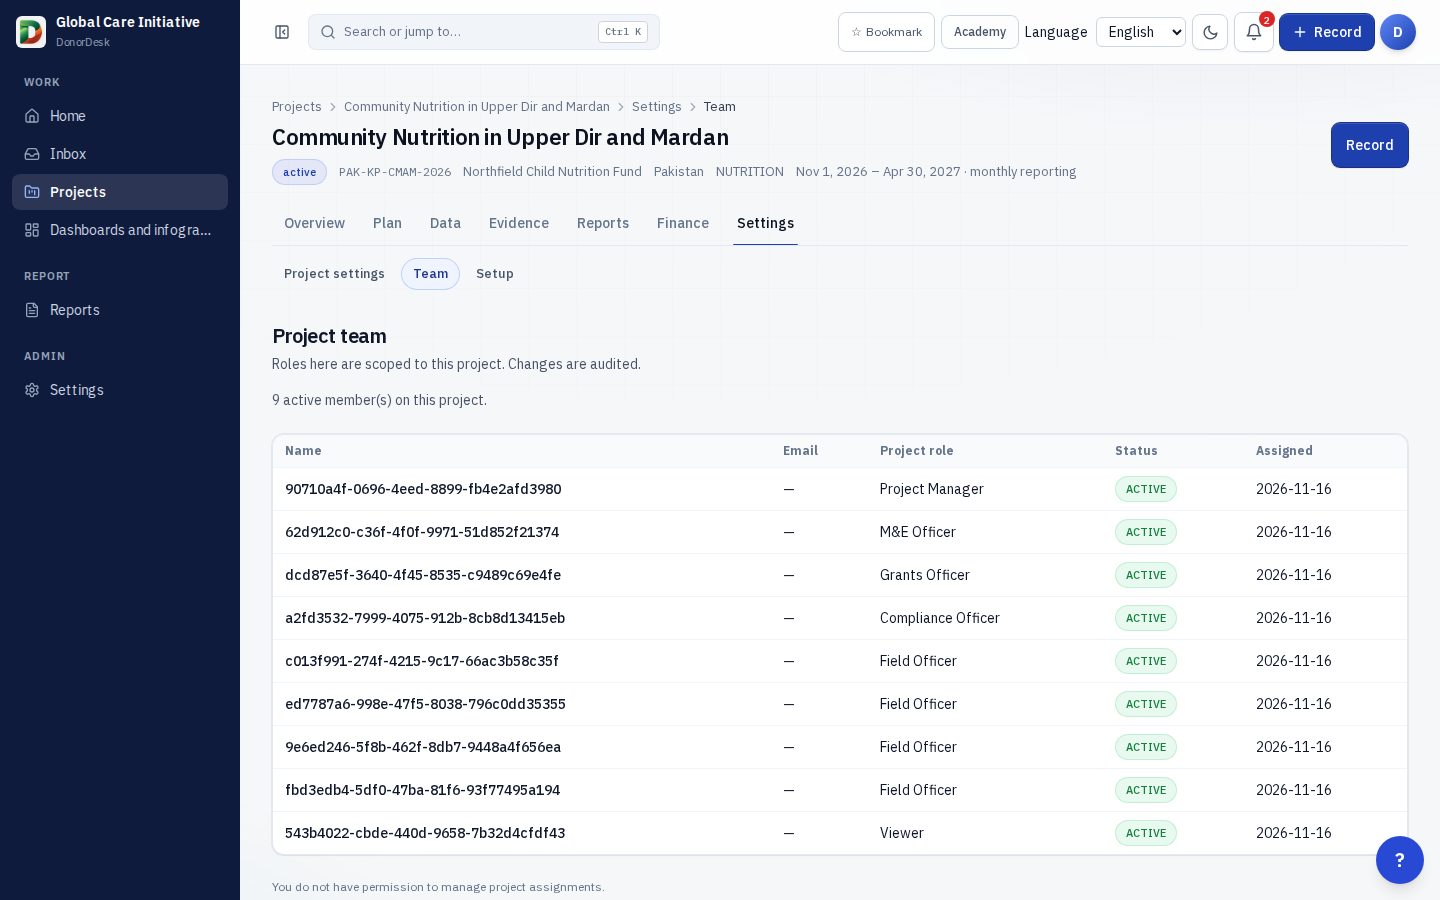 Global Care Initiative
DonorDesk
Search or jump to…
Ctrl K
☆ Bookmark
Academy
Language
English
2
+ Record
D
WORK
Home
Inbox
Projects
Dashboards and infogra…
REPORT
Reports
ADMIN
Settings
Projects > Community Nutrition in Upper Dir and Mardan > Settings > Team
Community Nutrition in Upper Dir and Mardan
Record
active PAK-KP-CMAM-2026 Northfield Child Nutrition Fund Pakistan NUTRITION Nov 1, 2026 – Apr 30, 2027 · monthly reporting
Overview Plan Data Evidence Reports Finance Settings
Project settings Team Setup
Project team
Roles here are scoped to this project. Changes are audited.
9 active member(s) on this project.
Name Email Project role Status Assigned
90710a4f-0696-4eed-8899-fb4e2afd3980 — Project Manager ACTIVE 2026-11-16
62d912c0-c36f-4f0f-9971-51d852f21374 — M&E Officer ACTIVE 2026-11-16
dcd87e5f-3640-4f45-8535-c9489c69e4fe — Grants Officer ACTIVE 2026-11-16
a2fd3532-7999-4075-912b-8cb8d13415eb — Compliance Officer ACTIVE 2026-11-16
c013f991-274f-4215-9c17-66ac3b58c35f — Field Officer ACTIVE 2026-11-16
ed7787a6-998e-47f5-8038-796c0dd35355 — Field Officer ACTIVE 2026-11-16
9e6ed246-5f8b-462f-8db7-9448a4f656ea — Field Officer ACTIVE 2026-11-16
fbd3edb4-5df0-47ba-81f6-93f77495a194 — Field Officer ACTIVE 2026-11-16
543b4022-cbde-440d-9658-7b32d4cfdf43 — Viewer ACTIVE 2026-11-16
You do not have permission to manage project assignments.
?